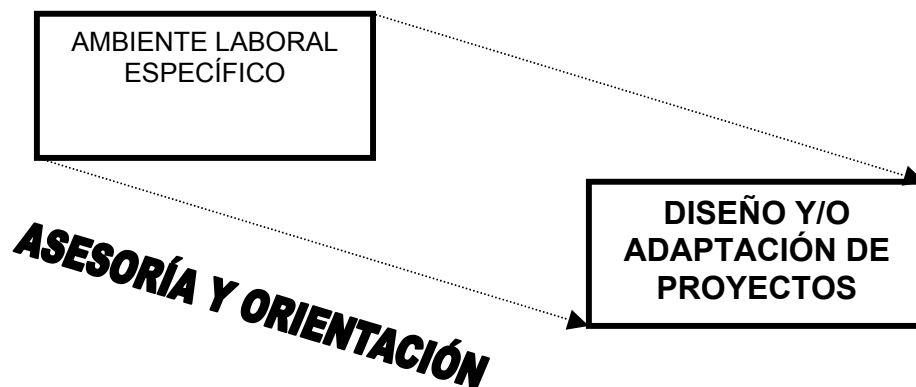 AMBIENTE LABORAL
ESPECÍFICO
DISEÑO Y/O
ADAPTACIÓN DE
PROYECTOS
ASESORÍA Y ORIENTACIÓN